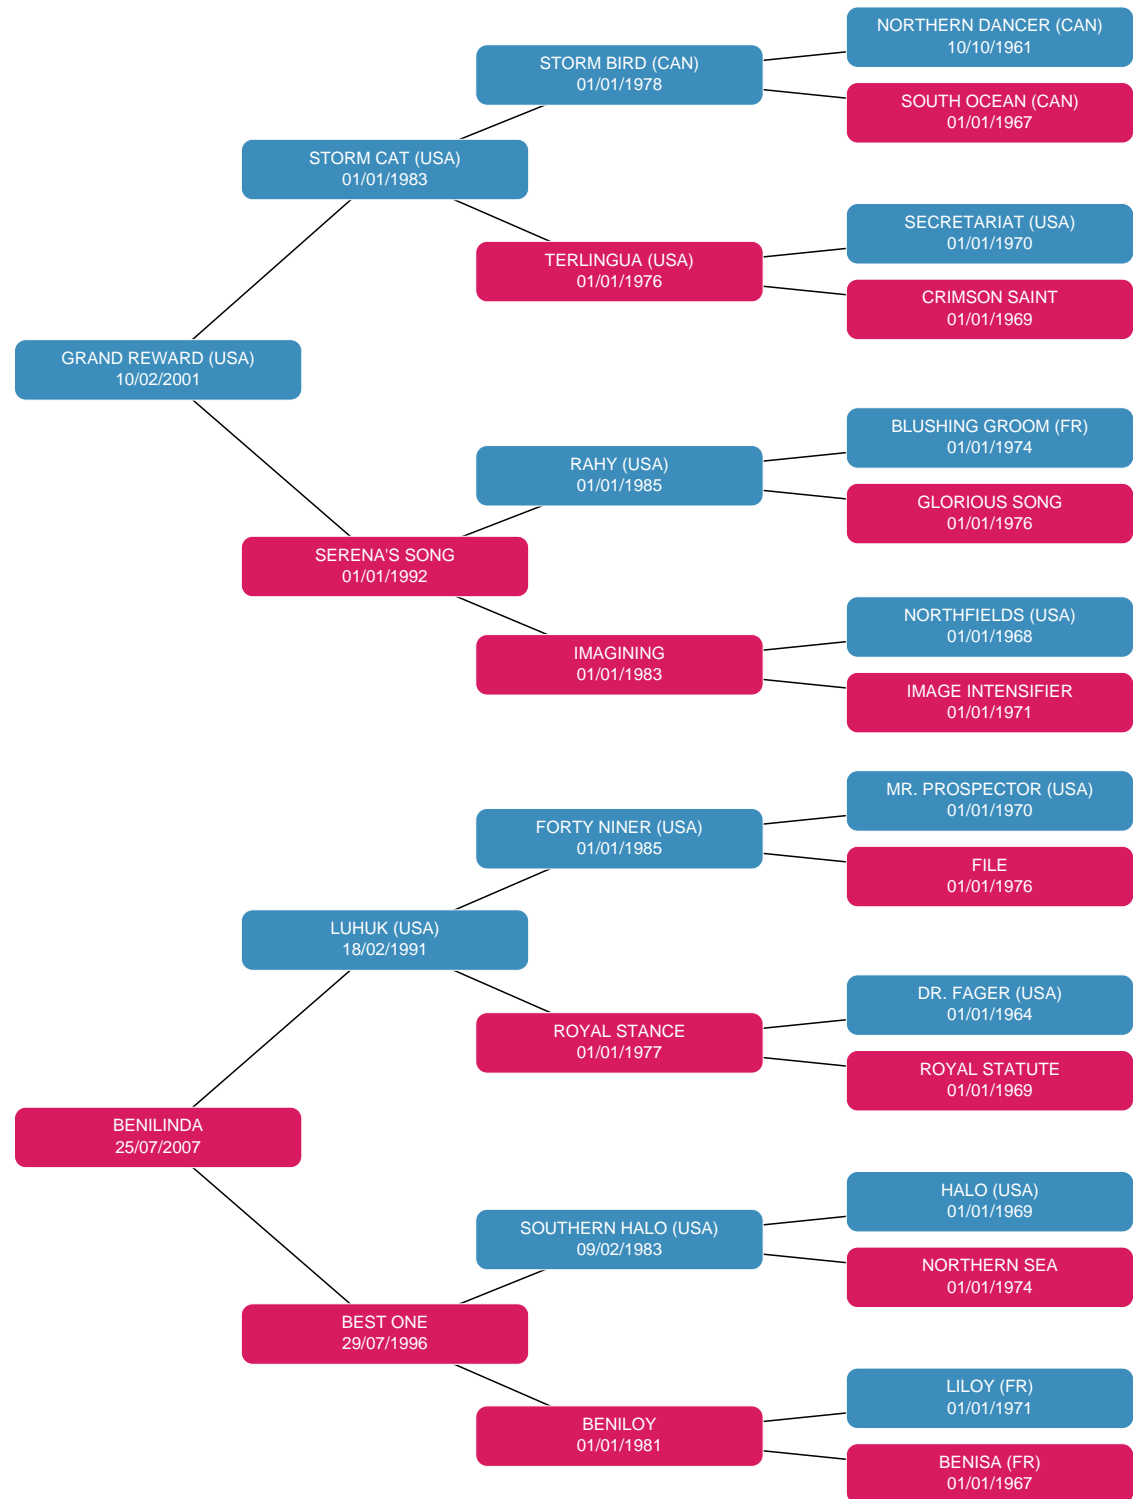 NORTHERN DANCER (CAN)
10/10/1961
STORM BIRD (CAN)
01/01/1978
SOUTH OCEAN (CAN)
01/01/1967
STORM CAT (USA)
01/01/1983
SECRETARIAT (USA)
01/01/1970
TERLINGUA (USA)
01/01/1976
CRIMSON SAINT
01/01/1969
GRAND REWARD (USA)
10/02/2001
BLUSHING GROOM (FR)
01/01/1974
RAHY (USA)
01/01/1985
GLORIOUS SONG
01/01/1976
SERENA'S SONG
01/01/1992
NORTHFIELDS (USA)
01/01/1968
IMAGINING
01/01/1983
IMAGE INTENSIFIER
01/01/1971
MR. PROSPECTOR (USA)
01/01/1970
FORTY NINER (USA)
01/01/1985
FILE
01/01/1976
LUHUK (USA)
18/02/1991
DR. FAGER (USA)
01/01/1964
ROYAL STANCE
01/01/1977
ROYAL STATUTE
01/01/1969
BENILINDA
25/07/2007
HALO (USA)
01/01/1969
SOUTHERN HALO (USA)
09/02/1983
NORTHERN SEA
01/01/1974
BEST ONE
29/07/1996
LILOY (FR)
01/01/1971
BENILOY
01/01/1981
BENISA (FR)
01/01/1967